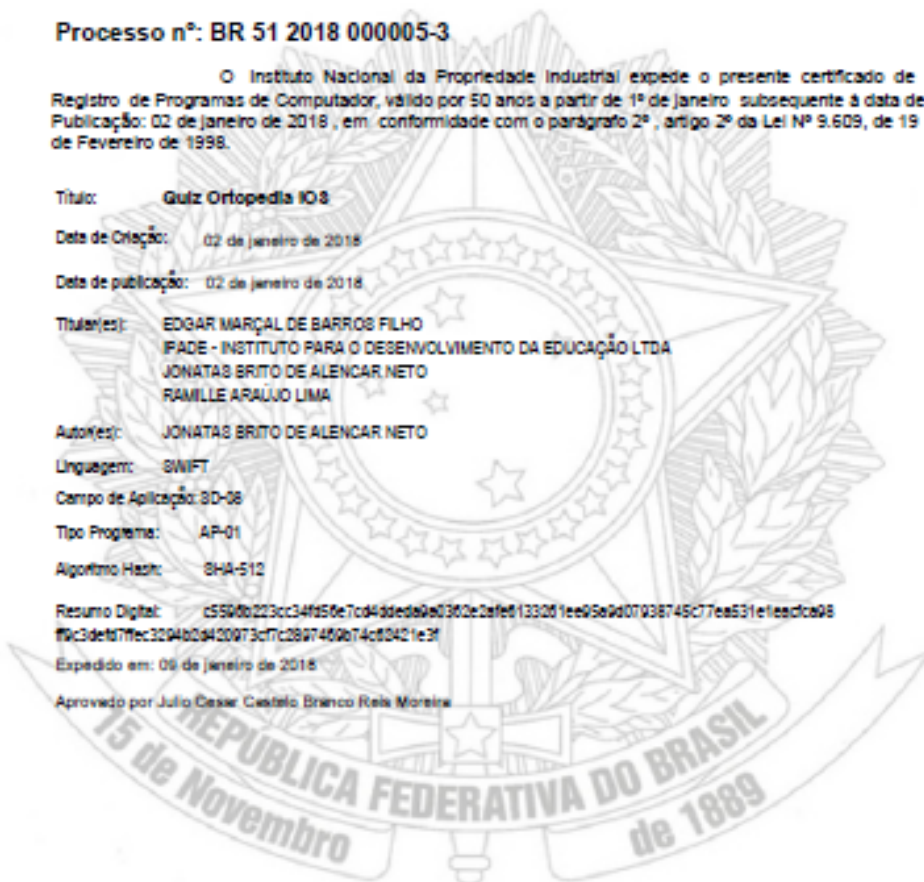 Processo nº: BR 51 2018 000005-3
O Instituto Nacional da Propriedade Industrial expede o presente certificado de
Registro de Programas de Computador, válido por 50 anos a partir de 1º de janeiro subsequente à data de
Publicação: 02 de janeiro de 2018 , em conformidade com o parágrafo 2º , artigo 2º da Lei Nº 9.609, de 19
de Fevereiro de 1998.
Título: Quiz Ortopedia IOS
Data de Criação: 02 de janeiro de 2018
Data de publicação: 02 de janeiro de 2018
Titular(es): EDGAR MARÇAL DE BARROS FILHO
IPADE - INSTITUTO PARA O DESENVOLVIMENTO DA EDUCAÇÃO LTDA
JONATAS BRITO DE ALENCAR NETO
RAMILLE ARAÚJO LIMA
Autor(es): JONATAS BRITO DE ALENCAR NETO
Linguagem: SWIFT
Campo de Aplicação: SD-08
Tipo Programa: AP-01
Algoritmo Hash: SHA-512
Resumo Digital:
Expedido em: 09 de janeiro de 2018
Aprovado por Julio Cesar Castelo Branco Reis Moreira
REPUBLICA FEDERATIVA DO BRASIL
15 de Novembro de 1889